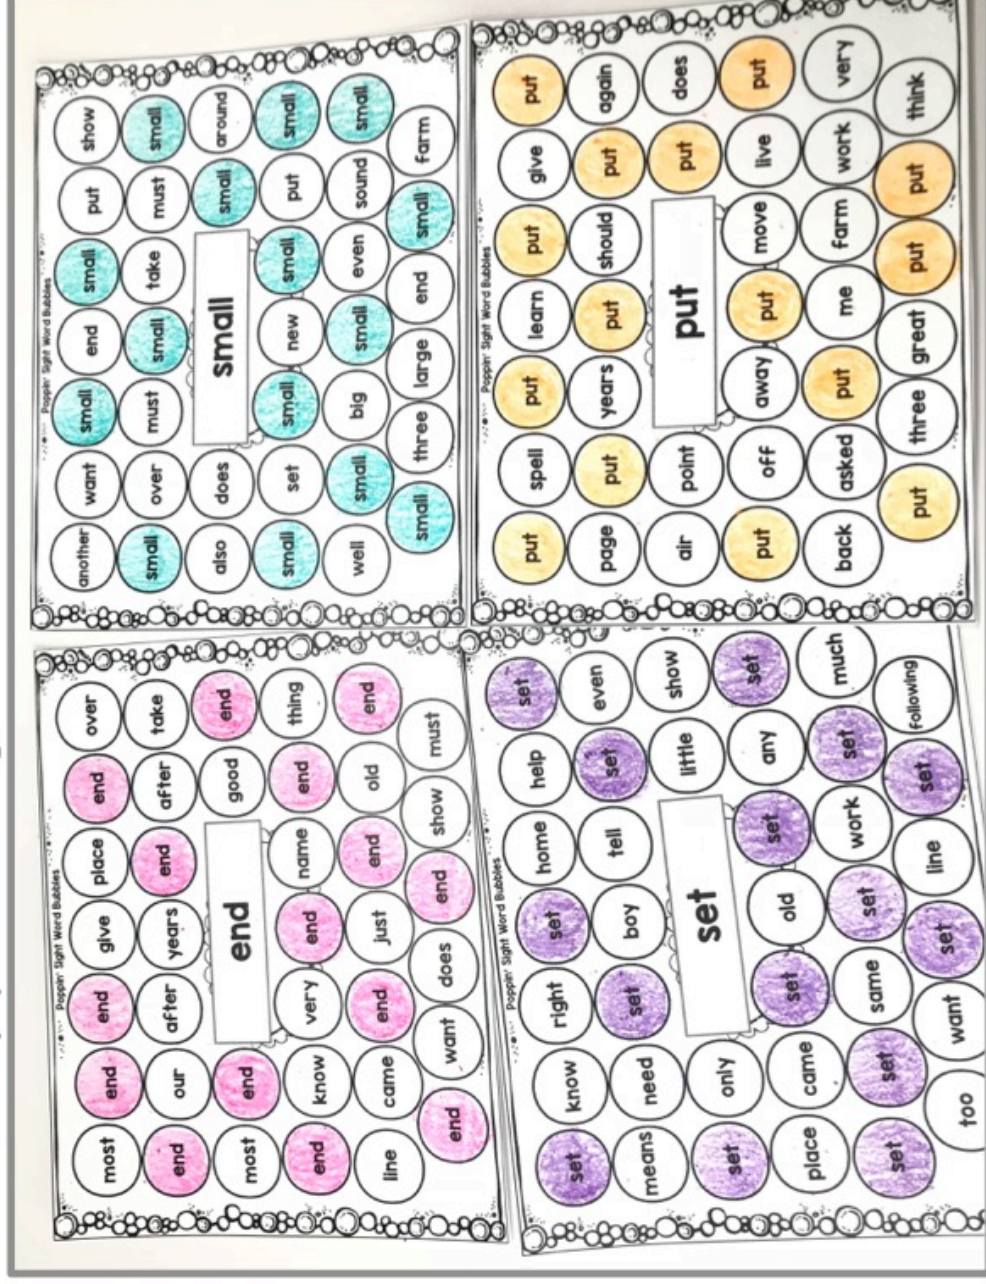 Poppin' Sight Word Bubbles
most end end give place end over
end our after years end after take
most end end good end
end know very end name end thing
line came end just end old end
end want does end show must
Poppin' Sight Word Bubbles
another want small end small put show
small over must small take must small
also does small small around
small set small new small put small
well small big small even sound small
small three large end small farm
Poppin' Sight Word Bubbles
set know right set home help set
means need set boy tell set even
set only set little show
place came set old set any set
set set same set work set much
too want set line set following
Poppin' Sight Word Bubbles
put spell put learn put give put
page put years put should put again
air point put put does
put off away put move live put
back asked put me farm work very
put three great put put think